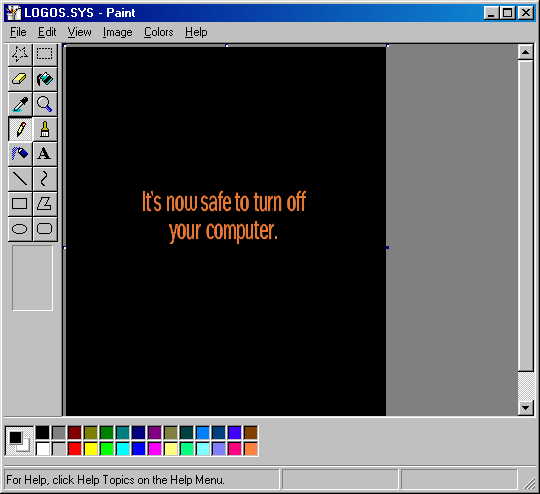 LOGOS.SYS - Paint
File Edit View Image Colors Help
A
It's now safe to turn off
your computer.
For Help, click Help Topics on the Help Menu.